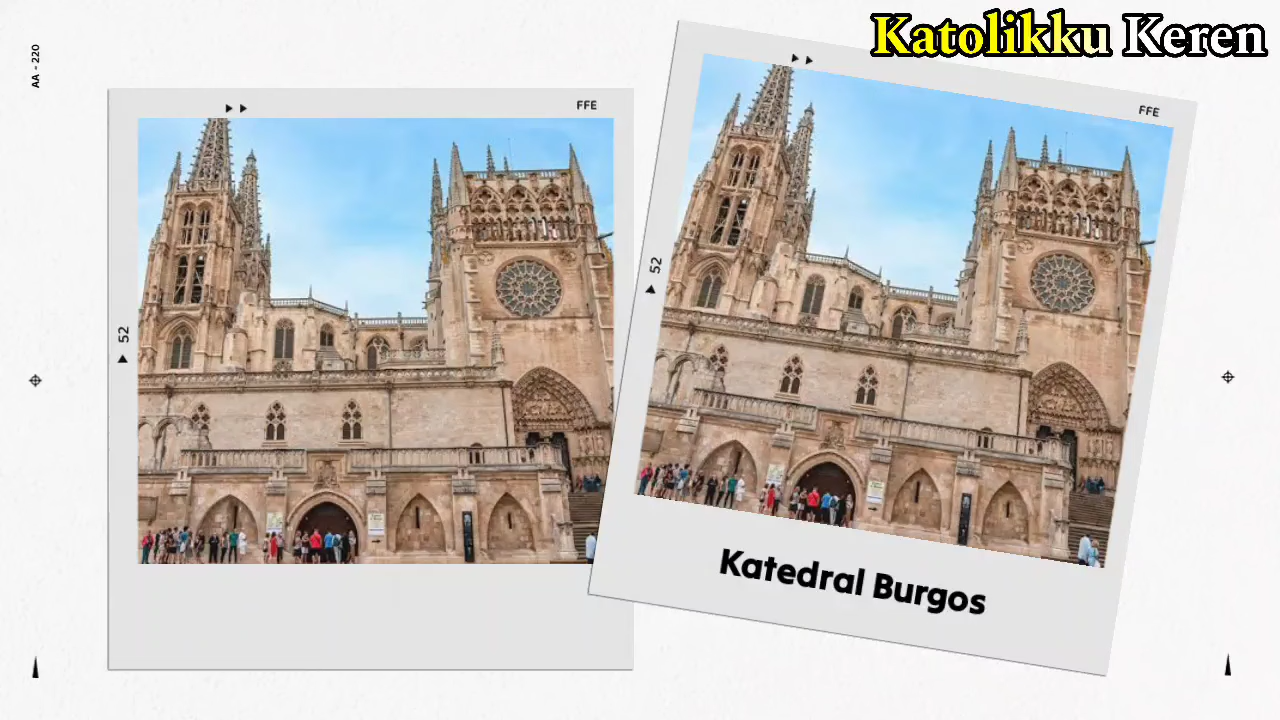 Katolikku Keren
AA - 220
FFE
52
FFE
52
Katedral Burgos